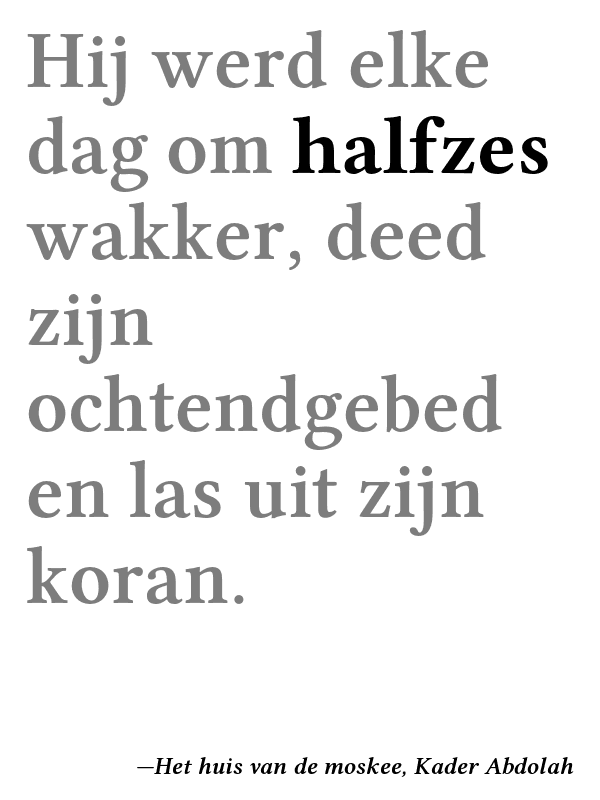 Hij werd elke
dag om halfzes
wakker, deed
zijn
ochtendgebed
en las uit zijn
koran.
—Het huis van de moskee, Kader Abdolah